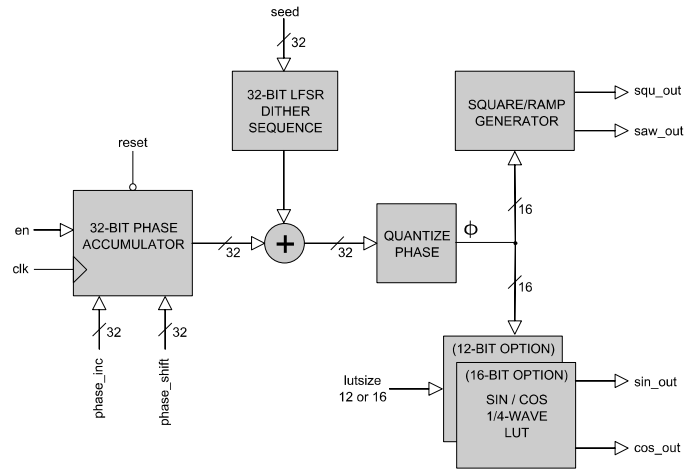 seed
32
32-BIT LFSR
DITHER
SEQUENCE
SQUARE/RAMP
GENERATOR
squ_out
saw_out
reset
en
clk
32-BIT PHASE
ACCUMULATOR
32
+
32
QUANTIZE
PHASE
ϕ
16
16
32
32
phase_inc
phase_shift
lutsize
12 or 16
(12-BIT OPTION)
(16-BIT OPTION)
SIN / COS
1/4-WAVE
LUT
sin_out
cos_out